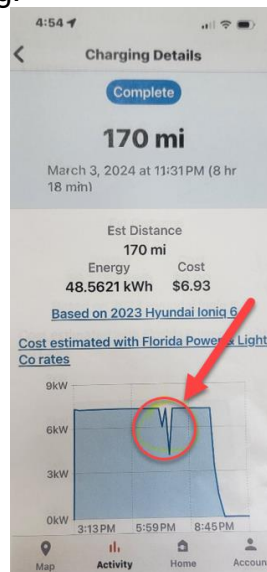 4:54
Charging Details
Complete
170 mi
March 3, 2024 at 11:31PM (8 hr
18 min)
Est Distance
170 mi
Energy Cost
48.5621 kWh $6.93
Based on 2023 Hyundai Ioniq 6
Cost estimated with Florida Power & Light
Co rates
9kW
6kW
3kW
0kW
3:13PM 5:59PM 8:45PM
Map Activity Home Accoun